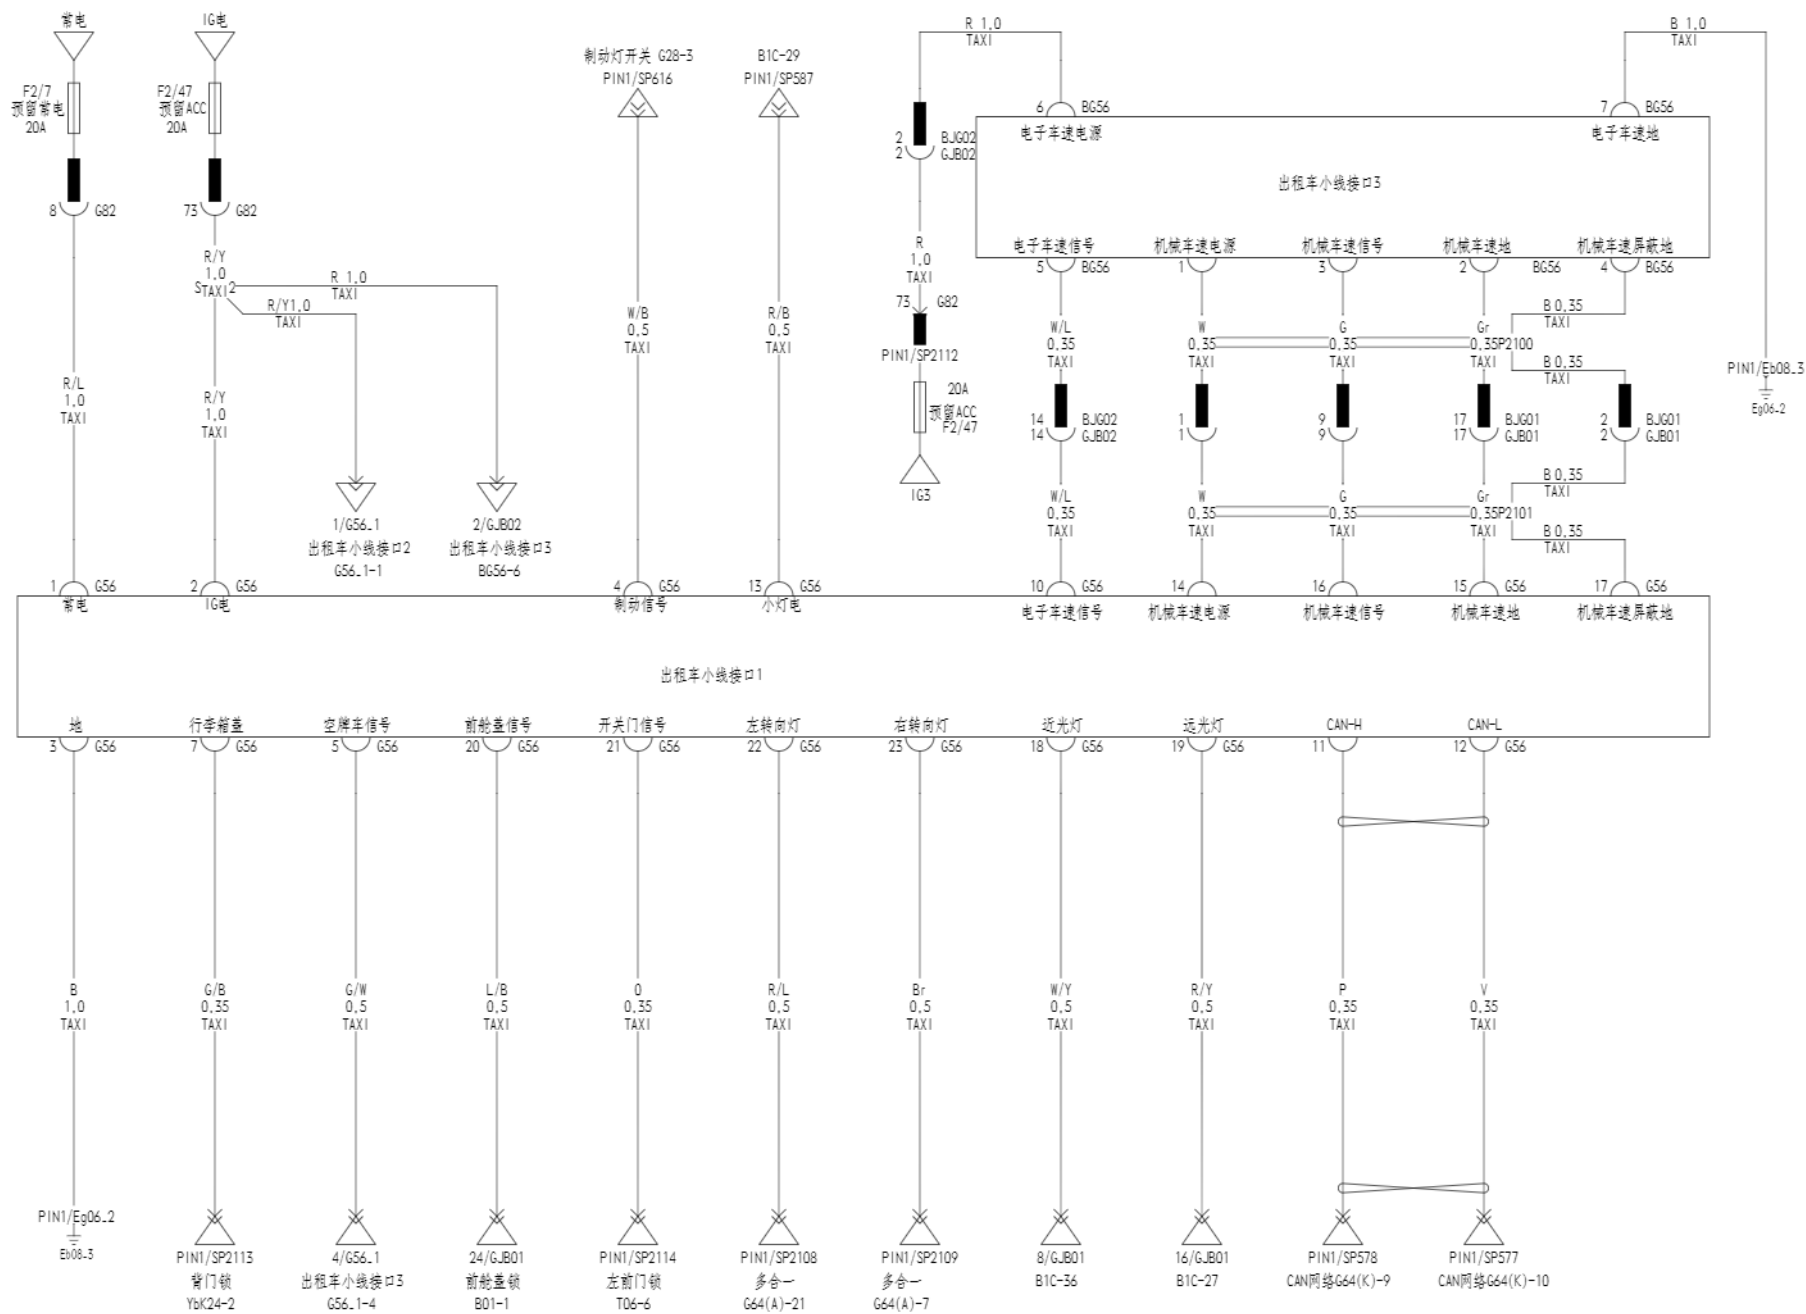 常电
IG电
F2/7
预留常电
20A
F2/47
预留ACC
20A
8
G82
73
G82
R/Y
1,0
TAXI
2
R 1,0
TAXI
R/Y1,0
TAXI
R/L
1,0
TAXI
R/Y
1,0
TAXI
1/G56_1
出租车小线接口2
G56_1-1
2/GJB02
出租车小线接口3
BG56-6
制动灯开关 G28-3
PIN1/SP616
B1C-29
PIN1/SP587
W/B
0,5
TAXI
R/B
0,5
TAXI
R 1,0
TAXI
B 1,0
TAXI
2
BJG02
2
GJB02
R
1,0
TAXI
73
G82
PIN1/SP2112
20A
预留ACC
F2/47
IG3
6
BG56
电子车速电源
7
BG56
电子车速地
出租车小线接口3
电子车速信号
机械车速电源
机械车速信号
机械车速地
机械车速屏蔽地
5
BG56
1
3
2
BG56
4
BG56
W/L
0,35
TAXI
W
0,35
TAXI
G
0,35
TAXI
Gr
0,35P2100
TAXI
B 0,35
TAXI
B 0,35
TAXI
PIN1/Eb08_3
Eg06_2
14
BJG02
14
GJB02
1
1
9
9
17
BJG01
17
GJB01
2
BJG01
2
GJB01
W/L
0,35
TAXI
W
0,35
TAXI
G
0,35
TAXI
Gr
0,35P2101
TAXI
B 0,35
TAXI
B 0,35
TAXI
1
G56
常电
2
G56
IG电
4
G56
制动信号
13
G56
小灯电
10
G56
电子车速信号
14
机械车速电源
16
机械车速信号
15
G56
机械车速地
17
G56
机械车速屏蔽地
出租车小线接口1
地
行李箱盖
空牌车信号
前舱盖信号
开关门信号
左转向灯
右转向灯
近光灯
远光灯
CAN-H
CAN-L
3
G56
7
G56
5
G56
20
G56
21
G56
22
G56
23
G56
18
G56
19
G56
11
12
G56
B
1,0
TAXI
G/B
0,35
TAXI
G/W
0,5
TAXI
L/B
0,5
TAXI
O
0,35
TAXI
R/L
0,5
TAXI
Br
0,5
TAXI
W/Y
0,5
TAXI
R/Y
0,5
TAXI
P
0,35
TAXI
V
0,35
TAXI
PIN1/Eg06_2
Eb08_3
PIN1/SP2113
背门锁
YbK24-2
4/G56_1
出租车小线接口3
G56_1-4
24/GJB01
前舱盖锁
B01-1
PIN1/SP2114
左前门锁
T06-6
PIN1/SP2108
多合一
G64(A)-21
PIN1/SP2109
多合一
G64(A)-7
8/GJB01
B1C-36
16/GJB01
B1C-27
PIN1/SP578
CAN网络G64(K)-9
PIN1/SP577
CAN网络G64(K)-10